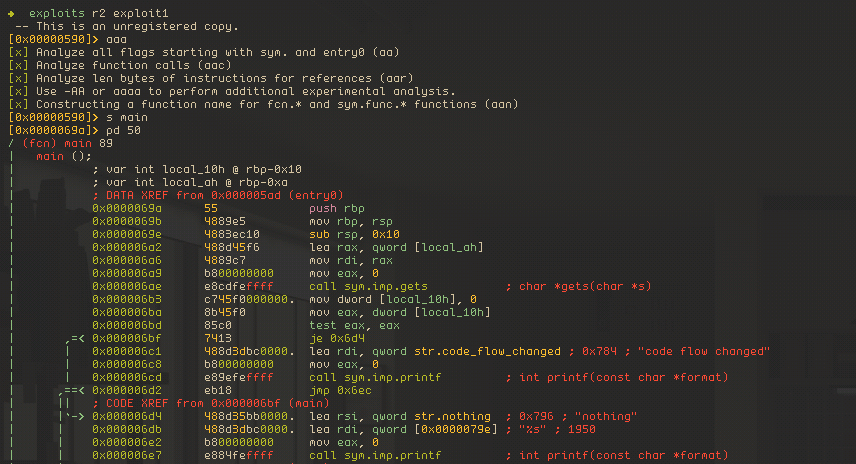 ➜  exploits r2 exploit1
 -- This is an unregistered copy.
[0x00000590]> aaa
[x] Analyze all flags starting with sym. and entry0 (aa)
[x] Analyze function calls (aac)
[x] Analyze len bytes of instructions for references (aar)
[x] Use -AA or aaaa to perform additional experimental analysis.
[x] Constructing a function name for fcn.* and sym.func.* functions (aan)
[0x00000590]> s main
[0x0000069a]> pd 50
/ (fcn) main 89
|   main ();
|           ; var int local_10h @ rbp-0x10
|           ; var int local_ah @ rbp-0xa
|           ; DATA XREF from 0x000005ad (entry0)
|           0x0000069a      55             push rbp
|           0x0000069b      4889e5         mov rbp, rsp
|           0x0000069e      4883ec10       sub rsp, 0x10
|           0x000006a2      488d45f6       lea rax, qword [local_ah]
|           0x000006a6      4889c7         mov rdi, rax
|           0x000006a9      b800000000     mov eax, 0
|           0x000006ae      e8cdfeffff     call sym.imp.gets           ; char *gets(char *s)
|           0x000006b3      c745f0000000.  mov dword [local_10h], 0
|           0x000006ba      8b45f0         mov eax, dword [local_10h]
|           0x000006bd      85c0           test eax, eax
|       ,=< 0x000006bf      7413           je 0x6d4
|       |   0x000006c1      488d3dbc0000.  lea rdi, qword str.code_flow_changed ; 0x784 ; "code flow changed"
|       |   0x000006c8      b800000000     mov eax, 0
|       |   0x000006cd      e89efeffff     call sym.imp.printf         ; int printf(const char *format)
|      ,==< 0x000006d2      eb18           jmp 0x6ec
|      ||   ; CODE XREF from 0x000006bf (main)
|      |`-> 0x000006d4      488d35bb0000.  lea rsi, qword str.nothing  ; 0x796 ; "nothing"
|      |    0x000006db      488d3dbc0000.  lea rdi, qword [0x0000079e] ; "%s" ; 1950
|      |    0x000006e2      b800000000     mov eax, 0
|      |    0x000006e7      e884feffff     call sym.imp.printf         ; int printf(const char *format)